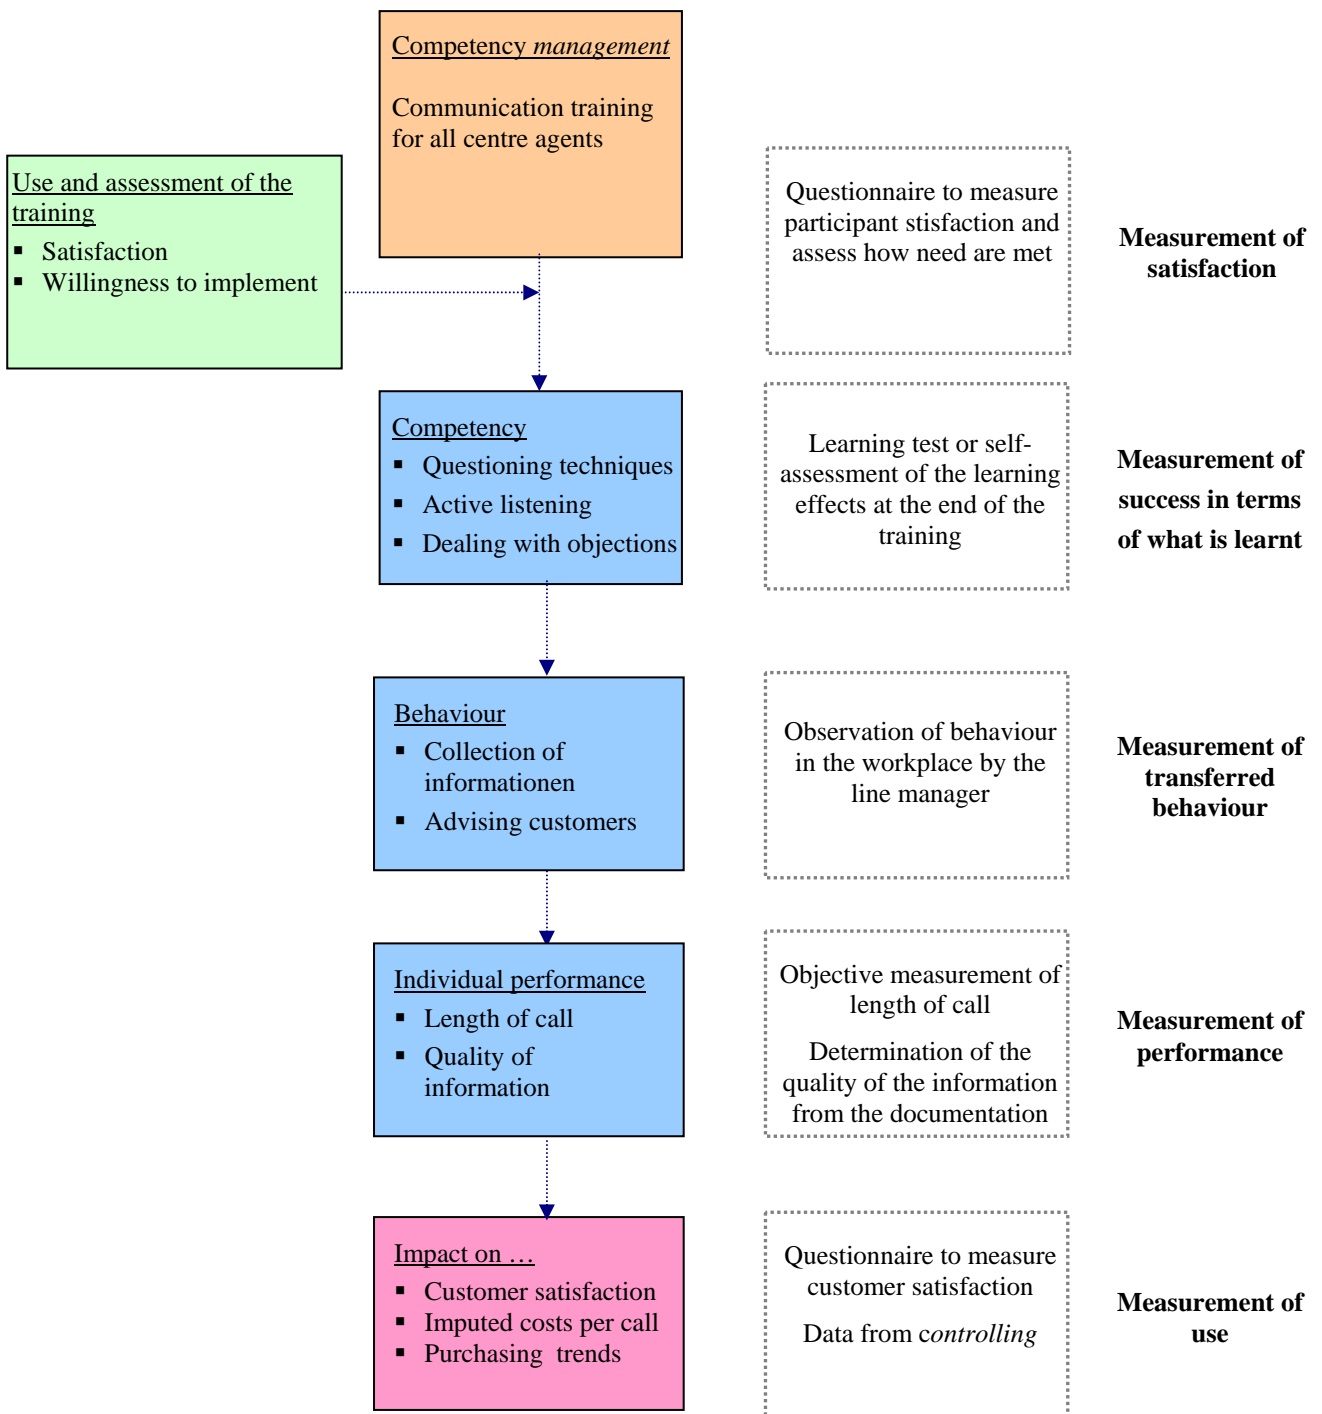 Competency management
Communication training
for all centre agents
Use and assessment of the
training
▪ Satisfaction
▪ Willingness to implement
Questionnaire to measure
participant stisfaction and
assess how need are met
Measurement of
satisfaction
Competency
▪ Questioning techniques
▪ Active listening
▪ Dealing with objections
Learning test or self-
assessment of the learning
effects at the end of the
training
Measurement of
success in terms
of what is learnt
Behaviour
▪ Collection of
informationen
▪ Advising customers
Observation of behaviour
in the workplace by the
line manager
Measurement of
transferred
behaviour
Individual performance
▪ Length of call
▪ Quality of
information
Objective measurement of
length of call
Determination of the
quality of the information
from the documentation
Measurement of
performance
Impact on …
▪ Customer satisfaction
▪ Imputed costs per call
▪ Purchasing trends
Questionnaire to measure
customer satisfaction
Data from controlling
Measurement of
use